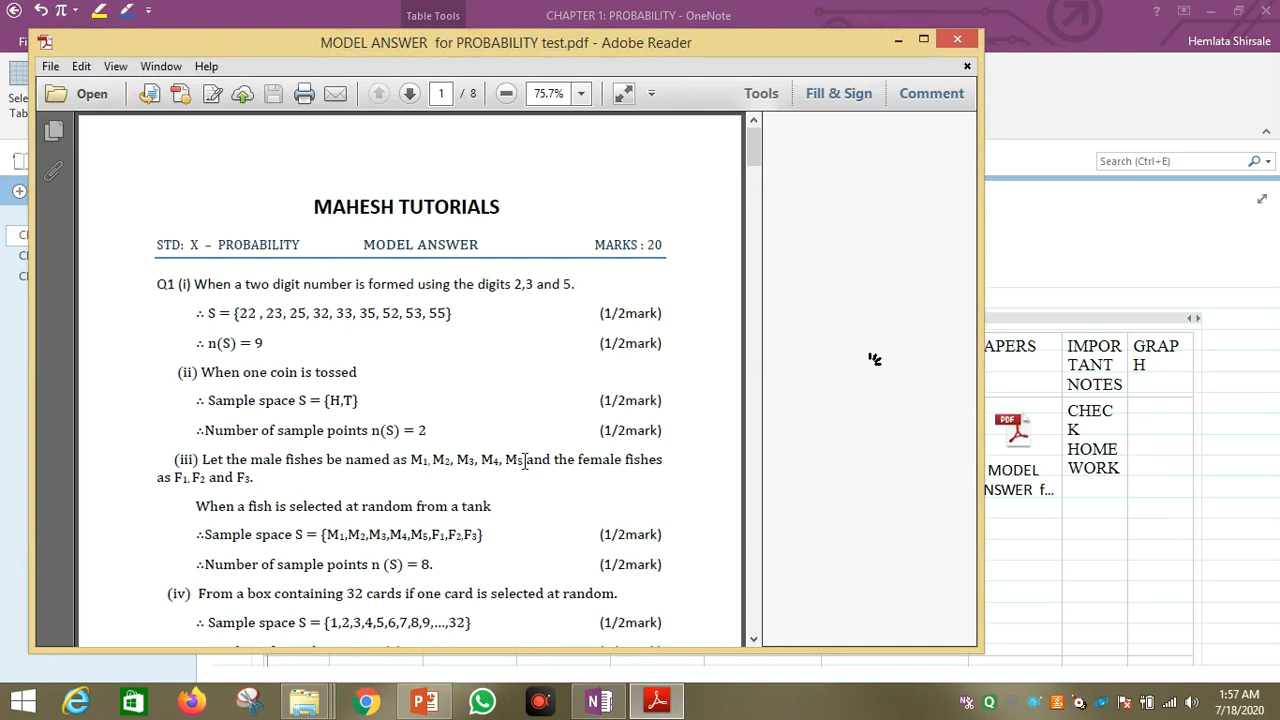 Table Tools
CHAPTER 1: PROBABILITY - OneNote
Hemlata Shirsale
MODEL ANSWER for PROBABILITY test.pdf - Adobe Reader
File Edit View Window Help
Open
1 / 8
75.7%
Tools
Fill & Sign
Comment
Search (Ctrl+E)
MAHESH TUTORIALS
STD: X – PROBABILITY MODEL ANSWER MARKS : 20
Q1 (i) When a two digit number is formed using the digits 2,3 and 5.
∴ S = {22 , 23, 25, 32, 33, 35, 52, 53, 55} (1/2mark)
∴ n(S) = 9 (1/2mark)
(ii) When one coin is tossed
∴ Sample space S = {H,T} (1/2mark)
∴Number of sample points n(S) = 2 (1/2mark)
(iii) Let the male fishes be named as M₁, M₂, M₃, M₄, M₅ and the female fishes
as F₁, F₂ and F₃.
When a fish is selected at random from a tank
∴Sample space S = {M₁,M₂,M₃,M₄,M₅,F₁,F₂,F₃} (1/2mark)
∴Number of sample points n (S) = 8. (1/2mark)
(iv) From a box containing 32 cards if one card is selected at random.
∴ Sample space S = {1,2,3,4,5,6,7,8,9,...,32} (1/2mark)
APERS
IMPOR
TANT
NOTES
GRAP
H
PDF
MODEL
NSWER f...
CHEC
K
HOME
WORK
1:57 AM
7/18/2020